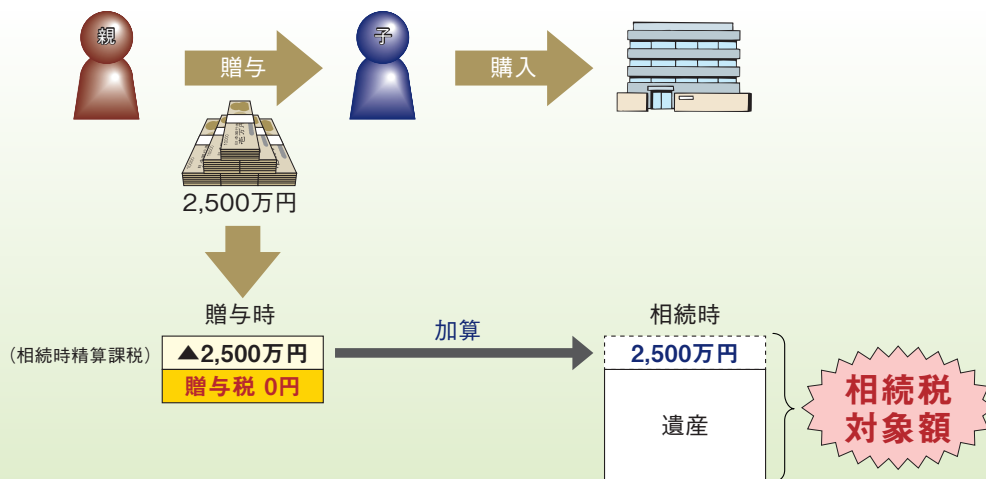 親
贈与
子
購入
2,500万円
贈与時
(相続時精算課税)
▲2,500万円
贈与税 0円
加算
相続時
2,500万円
遺産
相続税
対象額